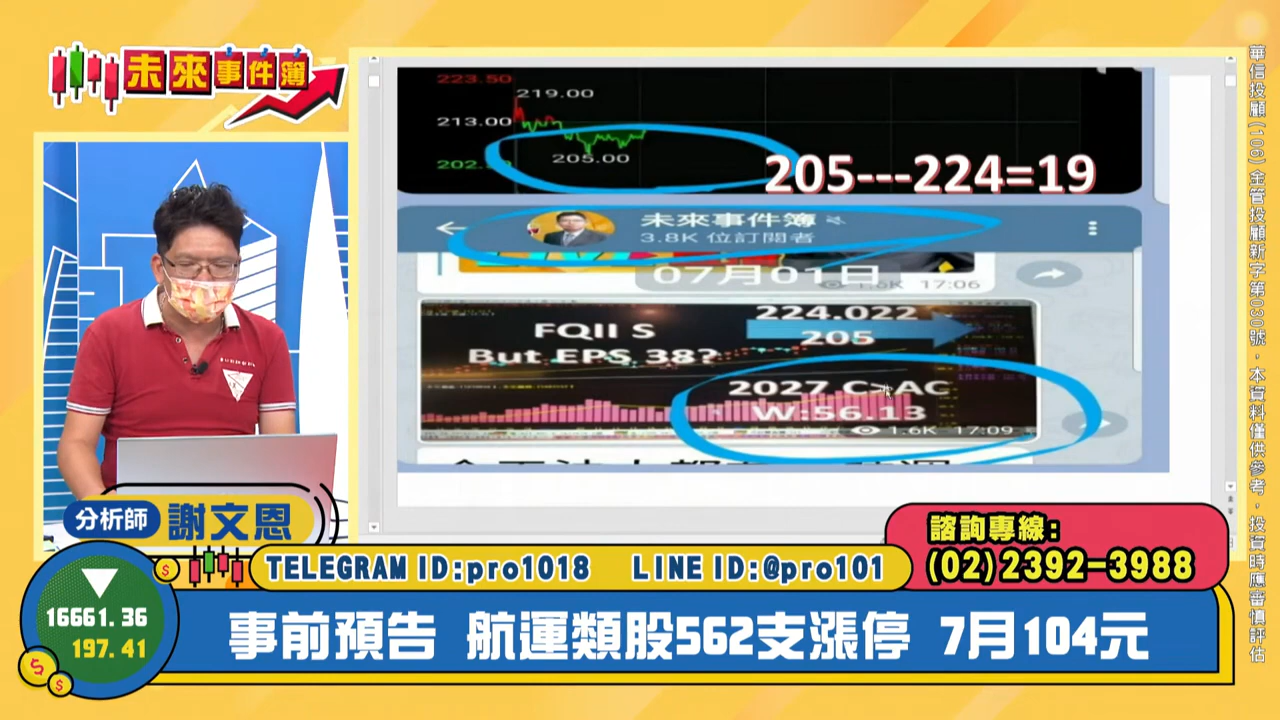 未來事件簿
223.50
219.00
213.00
205.00
205---224=19
未來事件簿
3.8K 位訂閱者
07月01日
17:06
FQII S
But EPS 38?
224.022
205
2027 C>AC
W:56.13
1.6K 17:09
分析師 謝文恩
諮詢專線:
(02)2392-3988
TELEGRAM ID:pro1018 LINE ID:@pro101
16661.36
197.41
事前預告 航運類股562支漲停 7月104元
華信投顧(106)金管投顧新字第030號,本資料僅供參考,投資時應審慎評估